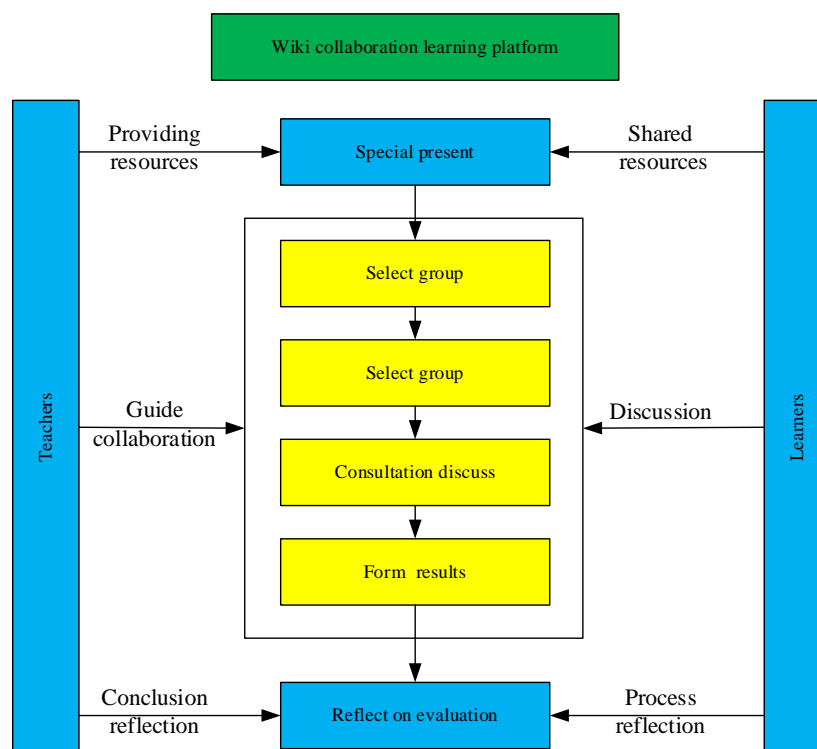 Wiki collaboration learning platform
Providing
resources
Special present
Shared
resources
Select group
Select group
Teachers
Guide
collaboration
Discussion
Learners
Consultation discuss
Form results
Conclusion
reflection
Reflect on evaluation
Process
reflection